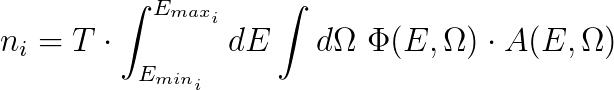 $n_i = T \cdot \int_{E_{min_i}}^{E_{max_i}} dE \int d\Omega \ \Phi(E, \Omega) \cdot A(E, \Omega)$